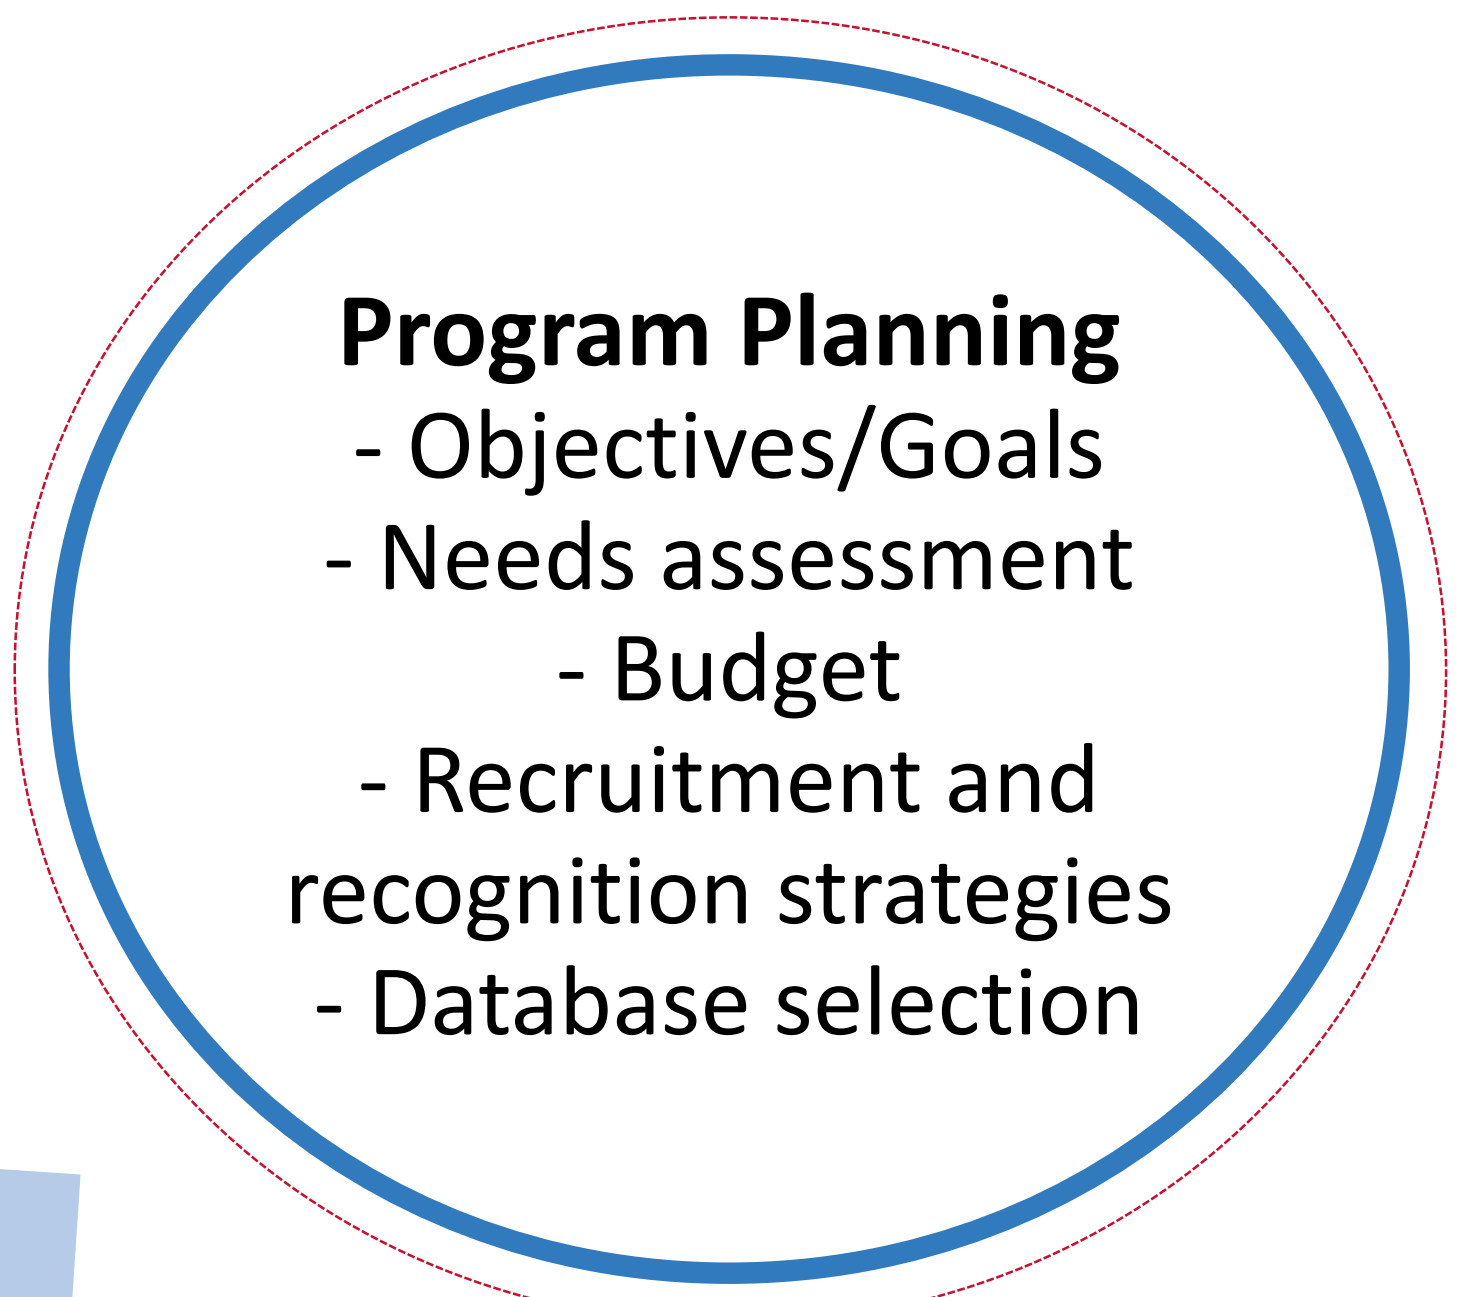 Program Planning
- Objectives/Goals
- Needs assessment
- Budget
- Recruitment and
recognition strategies
- Database selection